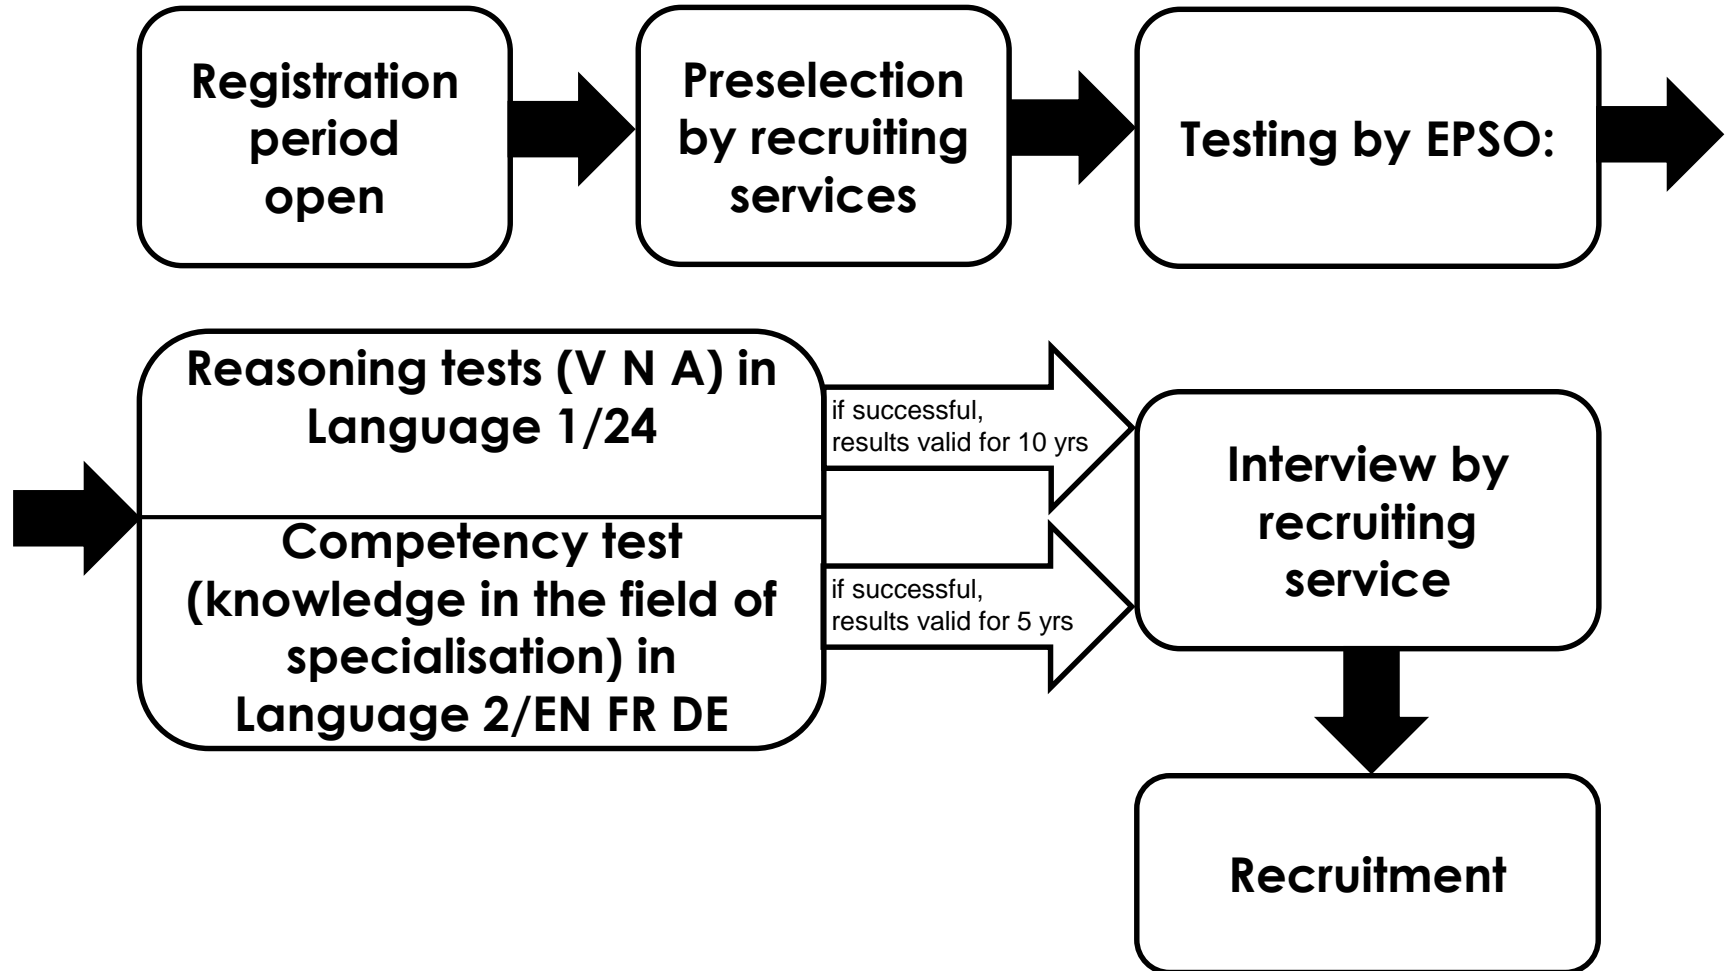 Registration
period
open
Preselection
by recruiting
services
Testing by EPSO:
Reasoning tests (V N A) in
Language 1/24
if successful,
results valid for 10 yrs
Competency test
(knowledge in the field of
specialisation) in
Language 2/EN FR DE
if successful,
results valid for 5 yrs
Interview by
recruiting
service
Recruitment